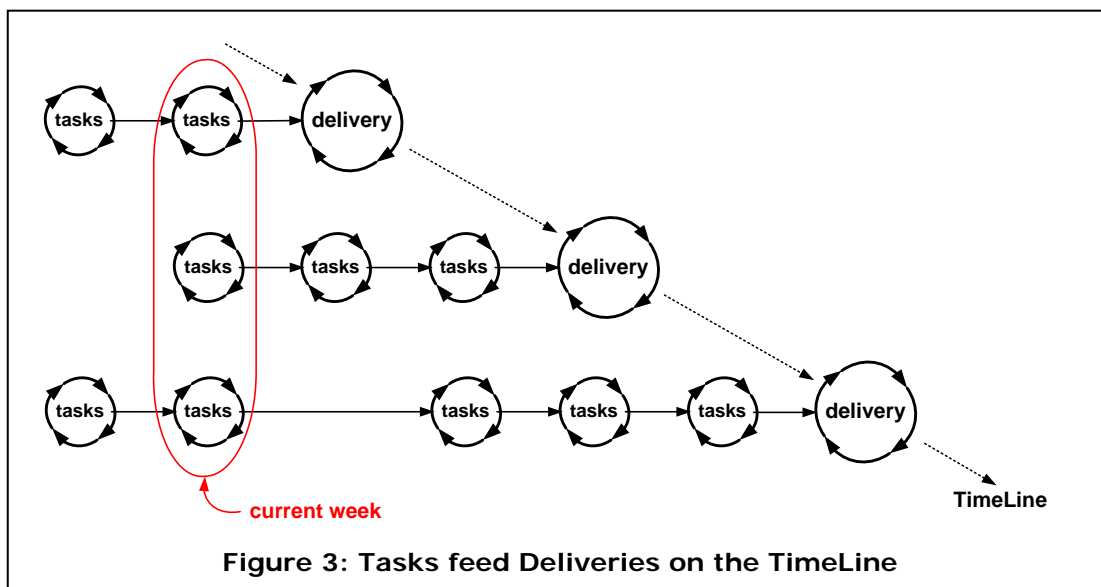 tasks tasks delivery
tasks tasks tasks delivery
tasks tasks tasks tasks tasks delivery
TimeLine
current week
Figure 3: Tasks feed Deliveries on the TimeLine